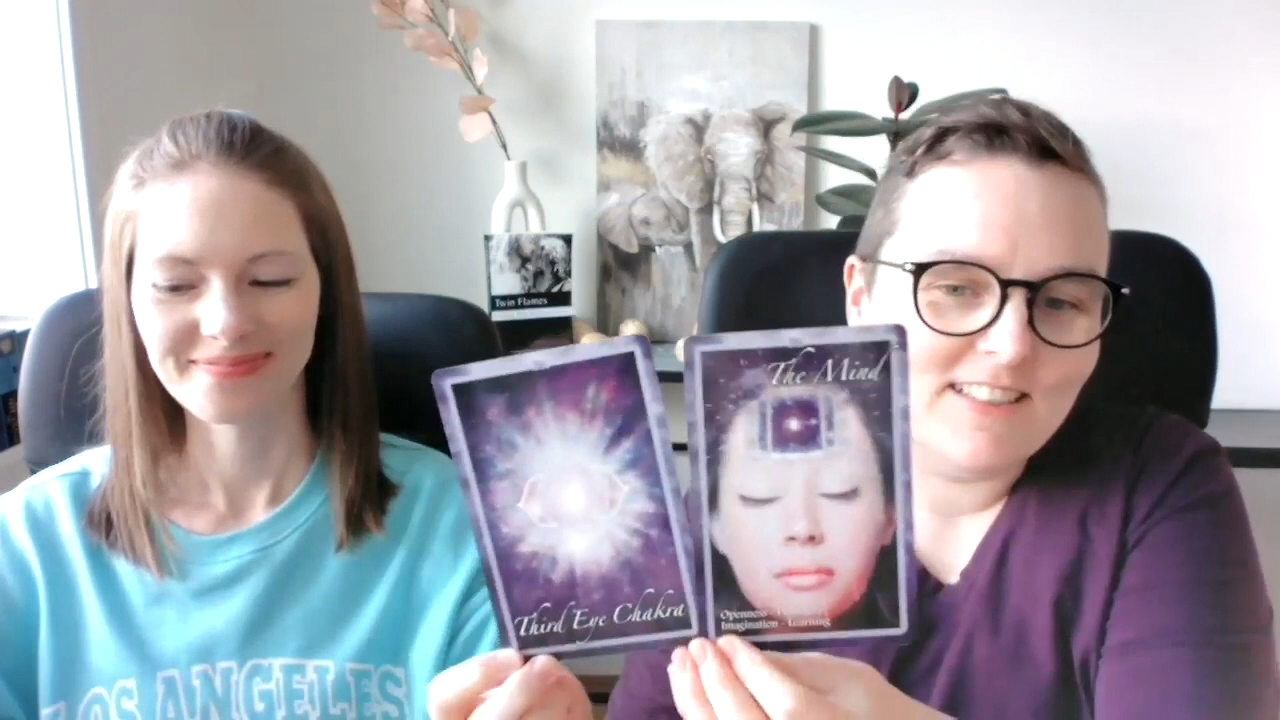 Twin Flames
The Mind
Third Eye Chakra
Openness -
Imagination - Learning
LOS ANGELES